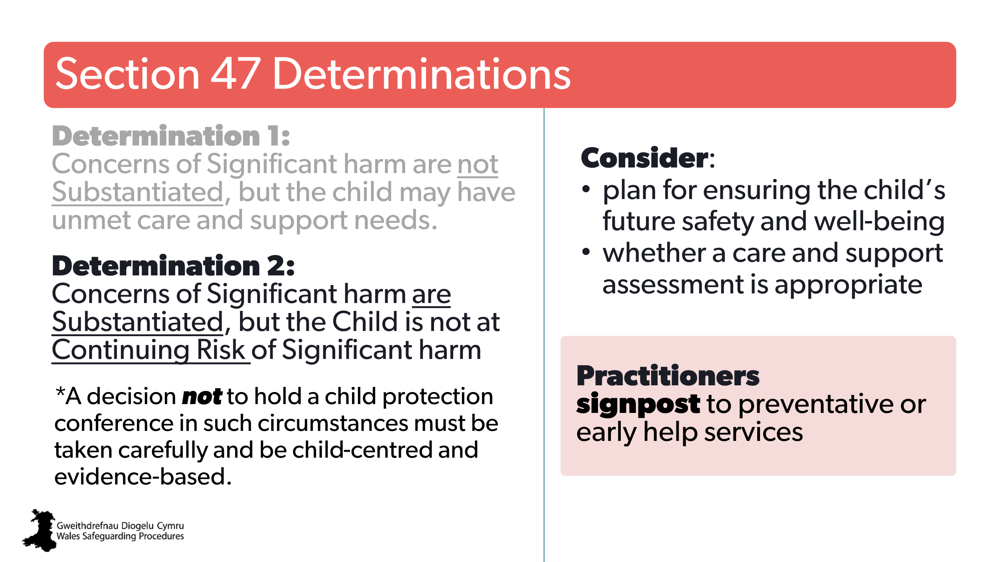 Section 47 Determinations
Determination 1:
Concerns of Significant harm are not
Substantiated, but the child may have
unmet care and support needs.
Determination 2:
Concerns of Significant harm are
Substantiated, but the Child is not at
Continuing Risk of Significant harm
*A decision not to hold a child protection
conference in such circumstances must be
taken carefully and be child-centred and
evidence-based.
Consider:
• plan for ensuring the child’s
future safety and well-being
• whether a care and support
assessment is appropriate
Practitioners
signpost to preventative or
early help services
Gweithdrefnau Diogelu Cymru
Wales Safeguarding Procedures